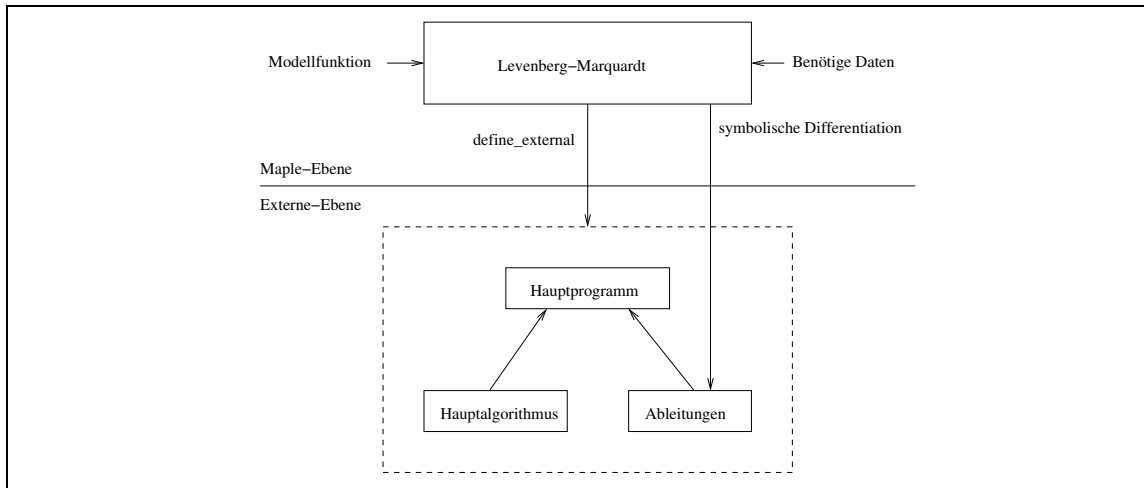 Modellfunktion
Levenberg−Marquardt
Benötige Daten
symbolische Differentiation
define_external
Maple−Ebene
Externe−Ebene
Hauptprogramm
Hauptalgorithmus
Ableitungen